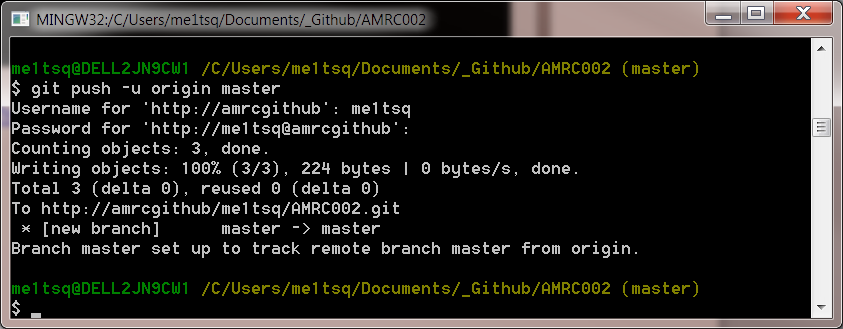 MINGW32:/C/Users/me1tsq/Documents/_Github/AMRC002
me1tsq@DELL2JN9CW1 /C/Users/me1tsq/Documents/_Github/AMRC002 (master)
$ git push -u origin master
Username for 'http://amrcgithub': me1tsq
Password for 'http://me1tsq@amrcgithub':
Counting objects: 3, done.
Writing objects: 100% (3/3), 224 bytes | 0 bytes/s, done.
Total 3 (delta 0), reused 0 (delta 0)
To http://amrcgithub/me1tsq/AMRC002.git
 * [new branch]      master -> master
Branch master set up to track remote branch master from origin.
me1tsq@DELL2JN9CW1 /C/Users/me1tsq/Documents/_Github/AMRC002 (master)
$